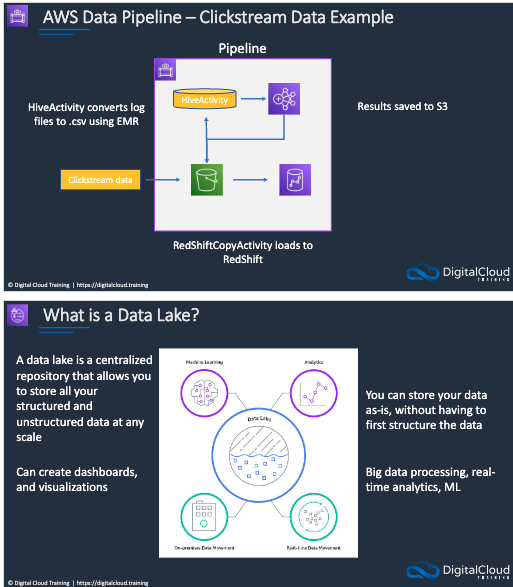 AWS Data Pipeline – Clickstream Data Example
Pipeline
HiveActivity converts log
files to .csv using EMR
HiveActivity
Results saved to S3
Clickstream data
RedShiftCopyActivity loads to
RedShift
DigitalCloud
TRAINING
© Digital Cloud Training | https://digitalcloud.training
What is a Data Lake?
A data lake is a centralized
repository that allows you
to store all your
structured and
unstructured data at any
scale
Can create dashboards,
and visualizations
Machine Learning
Analytics
Data Lake
On-premises Data Movement
Real-time Data Movement
You can store your data
as-is, without having to
first structure the data
Big data processing, real-
time analytics, ML
DigitalCloud
TRAINING
© Digital Cloud Training | https://digitalcloud.training